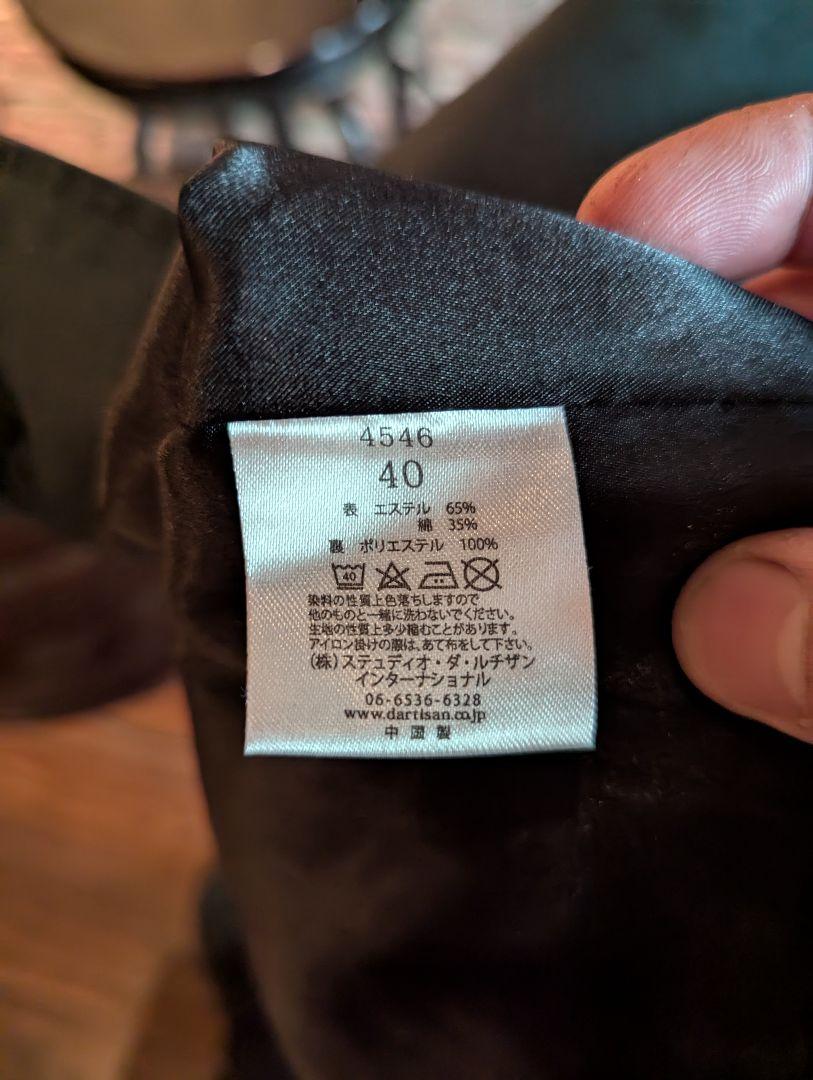 4546
40
表 エステル 65%
綿 35%
裏 ポリエステル 100%
40
染料の性質上色落ちしますので
他のものと一緒に洗わないでください。
生地の性質上多少縮むことがあります。
アイロン掛けの際は、あて布をして下さい。
(株)ステュディオ・ダ・ルチザン
インターナショナル
06-6536-6328
www.dartisan.co.jp
中国製